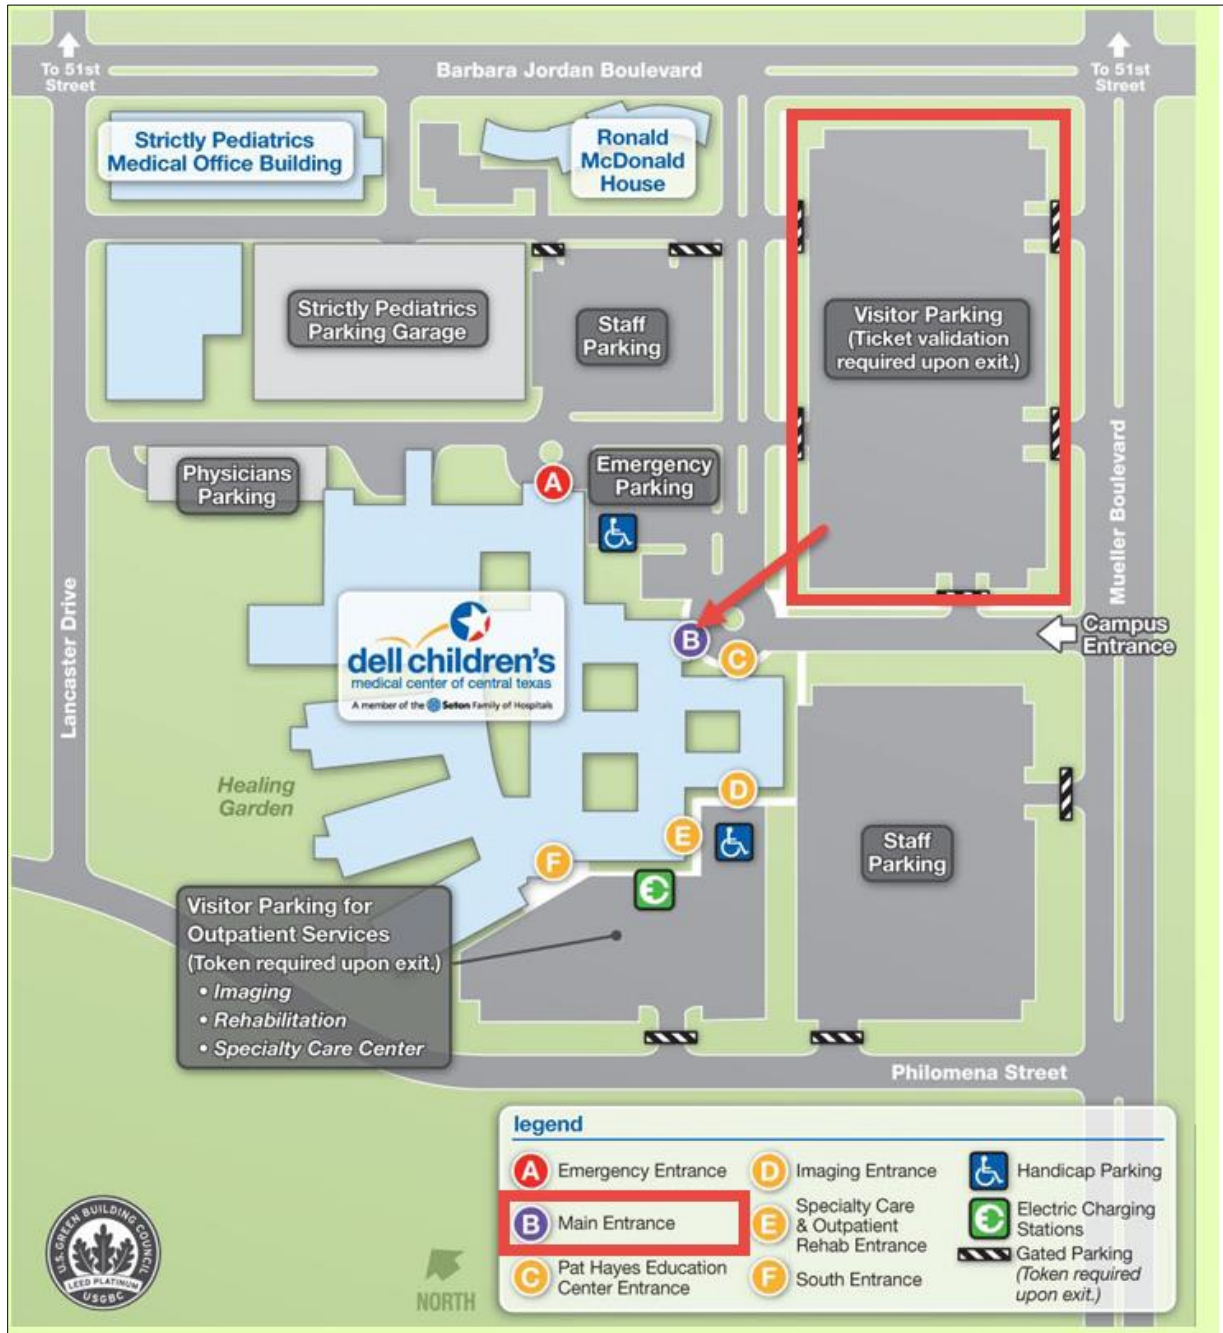 To 51st
Street
Barbara Jordan Boulevard
To 51st
Street
Strictly Pediatrics
Medical Office Building
Ronald
McDonald
House
Strictly Pediatrics
Parking Garage
Staff
Parking
Visitor Parking
(Ticket validation
required upon exit.)
Physicians
Parking
A
Emergency
Parking
Mueller Boulevard
Lancaster Drive
dell children's
medical center of central texas
A member of the Seton Family of Hospitals
B
C
Campus
Entrance
Healing
Garden
D
E
F
Staff
Parking
Visitor Parking for
Outpatient Services
(Token required upon exit.)
• Imaging
• Rehabilitation
• Specialty Care Center
Philomena Street
legend
A Emergency Entrance
B Main Entrance
C Pat Hayes Education
Center Entrance
D Imaging Entrance
E Specialty Care
& Outpatient
Rehab Entrance
F South Entrance
Handicap Parking
Electric Charging
Stations
Gated Parking
(Token required
upon exit.)
NORTH
U.S. GREEN BUILDING COUNCIL
LEED PLATINUM
USGBC